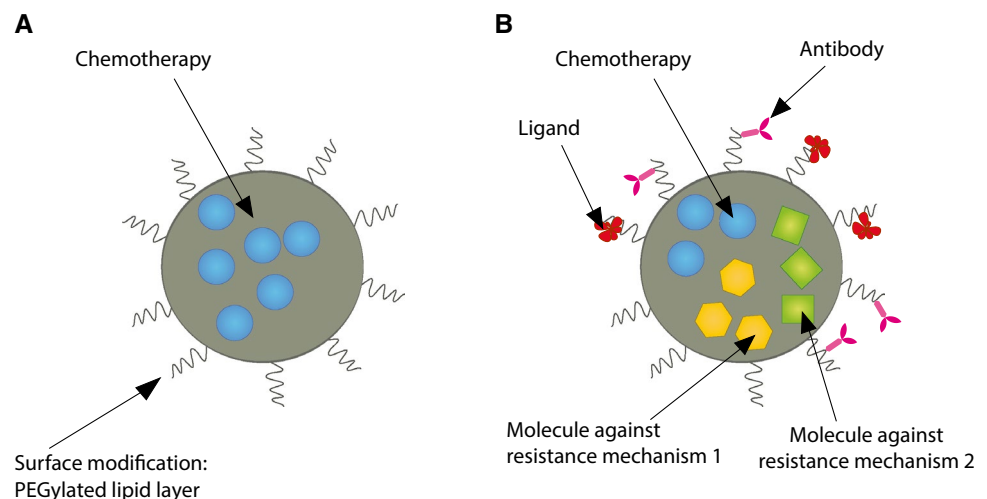 A
Chemotherapy
Surface modification:
PEGylated lipid layer
B
Chemotherapy
Antibody
Ligand
Molecule against
resistance mechanism 1
Molecule against
resistance mechanism 2